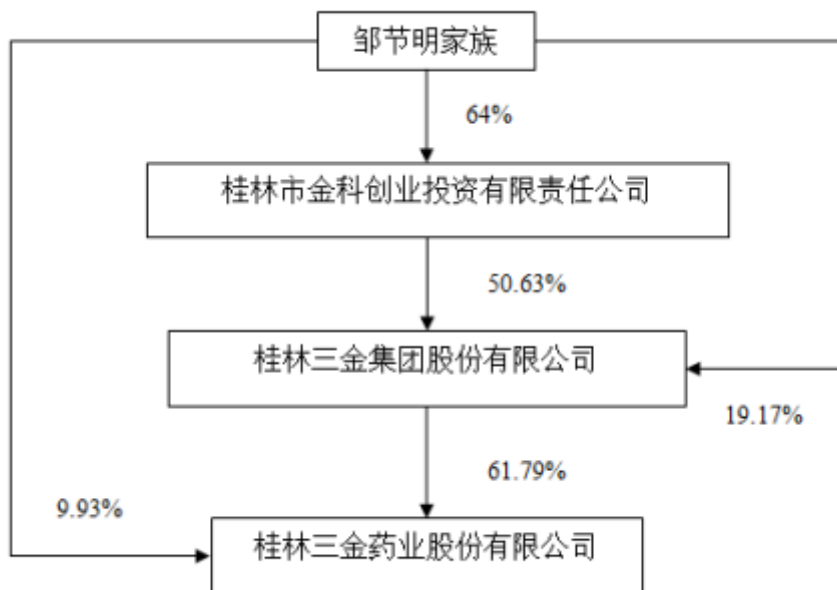 邹节明家族
64%
桂林市金科创业投资有限责任公司
50.63%
桂林三金集团股份有限公司
19.17%
61.79%
9.93%
桂林三金药业股份有限公司